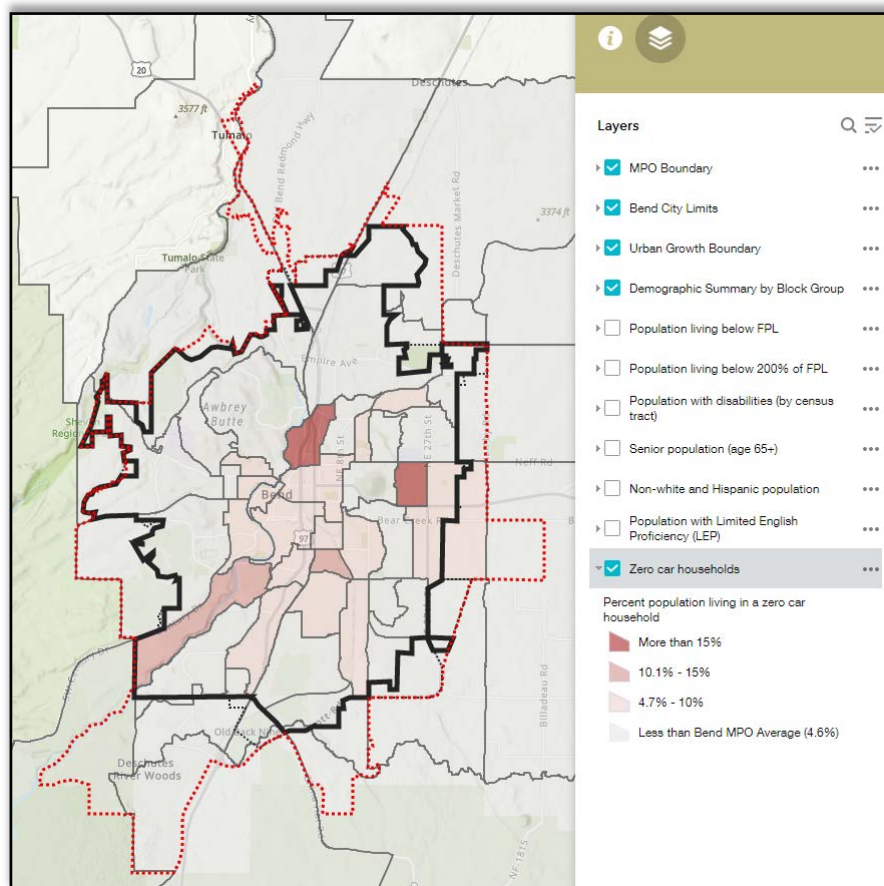 20
Deschutes
3577 ft
Tumalo
Bend Redmond Hwy
Deschutes Market Rd
3374 ft
Tumalo State
Park
Empire Ave
Awbrey
Butte
NE 8th St
NE 27th St
Neff Rd
Bend
Bear Creek
97
Deschutes
River Woods
Billadeau Rd
NF-1815
Layers
MPO Boundary
Bend City Limits
Urban Growth Boundary
Demographic Summary by Block Group
Population living below FPL
Population living below 200% of FPL
Population with disabilities (by census
tract)
Senior population (age 65+)
Non-white and Hispanic population
Population with Limited English
Proficiency (LEP)
Zero car households
Percent population living in a zero car
household
More than 15%
10.1% - 15%
4.7% - 10%
Less than Bend MPO Average (4.6%)